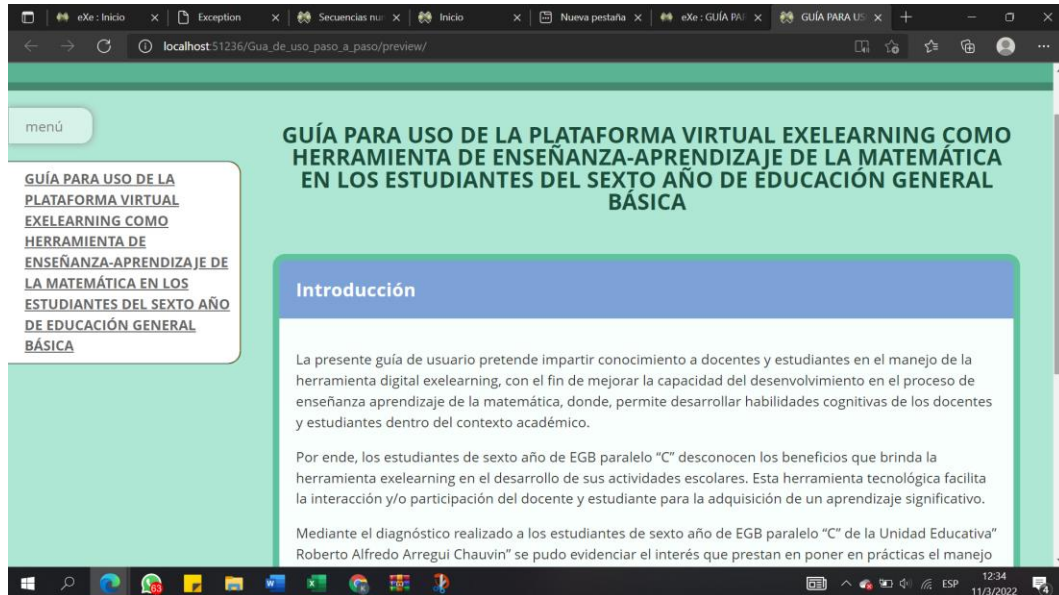 eXe : Inicio
Exception
Secuencias nu
Inicio
Nueva pestaña
eXe : GUÍA PAR
GUÍA PARA US
localhost:51236/Gua_de_uso_paso_a_paso/preview/
menú
GUÍA PARA USO DE LA
PLATAFORMA VIRTUAL
EXELEARNING COMO
HERRAMIENTA DE
ENSEÑANZA-APRENDIZAJE DE
LA MATEMÁTICA EN LOS
ESTUDIANTES DEL SEXTO AÑO
DE EDUCACIÓN GENERAL
BÁSICA
GUÍA PARA USO DE LA PLATAFORMA VIRTUAL EXELEARNING COMO
HERRAMIENTA DE ENSEÑANZA-APRENDIZAJE DE LA MATEMÁTICA
EN LOS ESTUDIANTES DEL SEXTO AÑO DE EDUCACIÓN GENERAL
BÁSICA
Introducción
La presente guía de usuario pretende impartir conocimiento a docentes y estudiantes en el manejo de la
herramienta digital exelearning, con el fin de mejorar la capacidad del desenvolvimiento en el proceso de
enseñanza aprendizaje de la matemática, donde, permite desarrollar habilidades cognitivas de los docentes
y estudiantes dentro del contexto académico.
Por ende, los estudiantes de sexto año de EGB paralelo “C” desconocen los beneficios que brinda la
herramienta exelearning en el desarrollo de sus actividades escolares. Esta herramienta tecnológica facilita
la interacción y/o participación del docente y estudiante para la adquisición de un aprendizaje significativo.
Mediante el diagnóstico realizado a los estudiantes de sexto año de EGB paralelo “C” de la Unidad Educativa”
Roberto Alfredo Arregui Chauvin” se pudo evidenciar el interés que prestan en poner en prácticas el manejo
63
ESP
12:34
11/3/2022
4